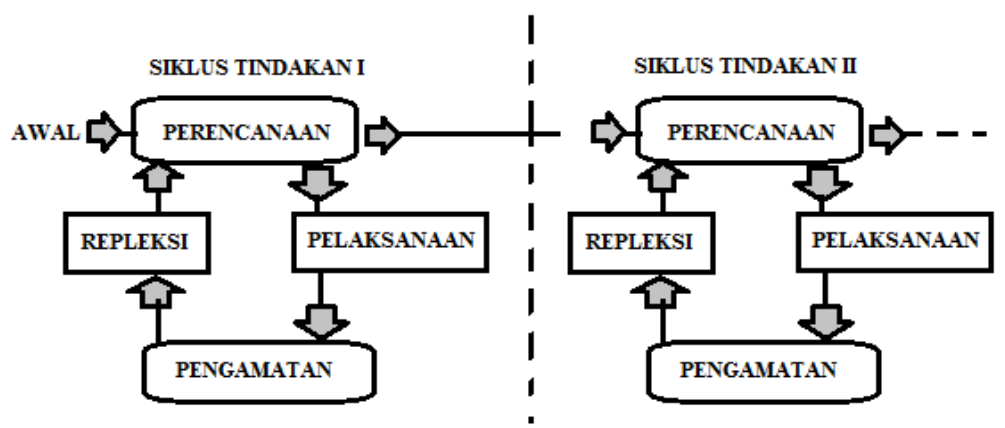 SIKLUS TINDAKAN I
AWAL
PERENCANAAN
REPLEKSI
PELAKSANAAN
PENGAMATAN
SIKLUS TINDAKAN II
PERENCANAAN
REPLEKSI
PELAKSANAAN
PENGAMATAN